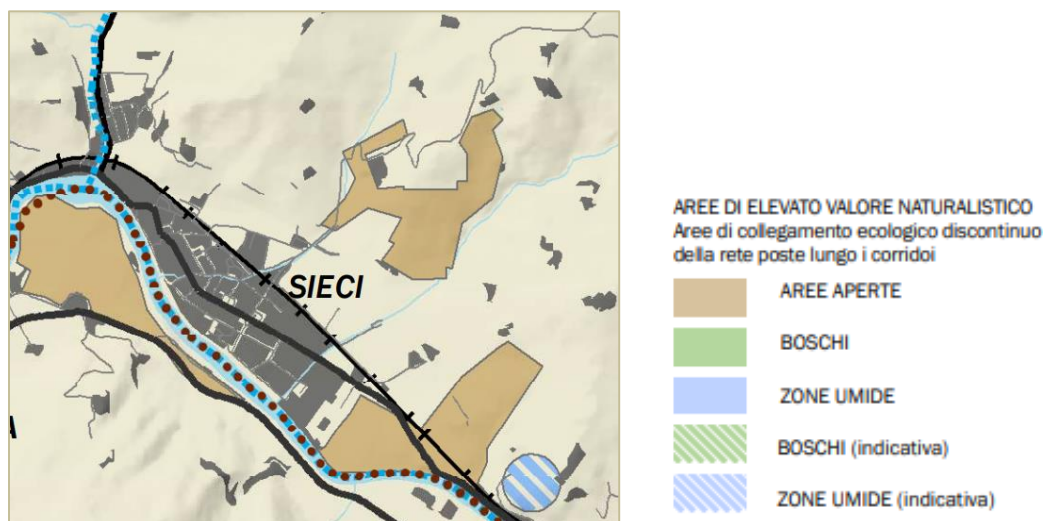 SIECI
A
AREE DI ELEVATO VALORE NATURALISTICO
Aree di collegamento ecologico discontinuo
della rete poste lungo i corridoi
AREE APERTE
BOSCHI
ZONE UMIDE
BOSCHI (indicativa)
ZONE UMIDE (indicativa)